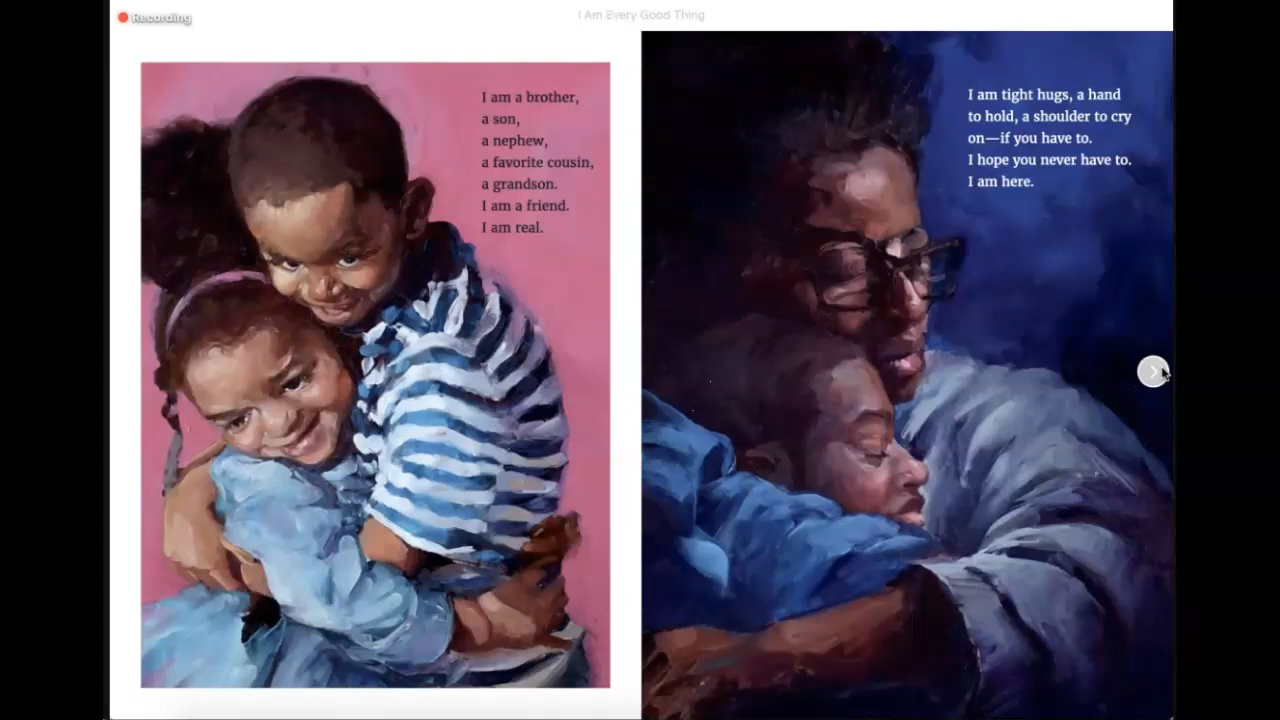 Recording
I Am Every Good Thing
I am a brother,
a son,
a nephew,
a favorite cousin,
a grandson.
I am a friend.
I am real.
I am tight hugs, a hand
to hold, a shoulder to cry
on—if you have to.
I hope you never have to.
I am here.